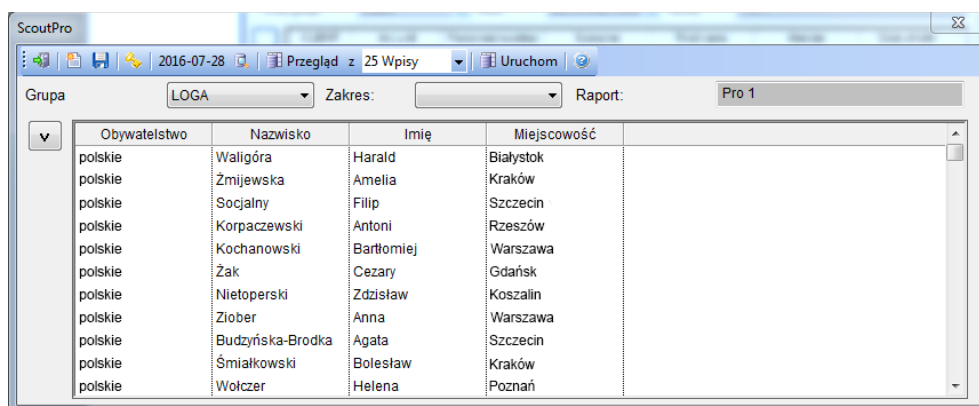 ScoutPro
2016-07-28 Przegląd z 25 Wpisy Uruchom
Grupa LOGA Zakres: Raport: Pro 1
v Obywatelstwo Nazwisko Imię Miejscowość
polskie Waligóra Harald Białystok
polskie Żmijewska Amelia Kraków
polskie Socjalny Filip Szczecin
polskie Korpaczewski Antoni Rzeszów
polskie Kochanowski Bartłomiej Warszawa
polskie Żak Cezary Gdańsk
polskie Nietoperski Zdzisław Koszalin
polskie Ziober Anna Warszawa
polskie Budzyńska-Brodka Agata Szczecin
polskie Śmiałkowski Bolesław Kraków
polskie Wołczer Helena Poznań